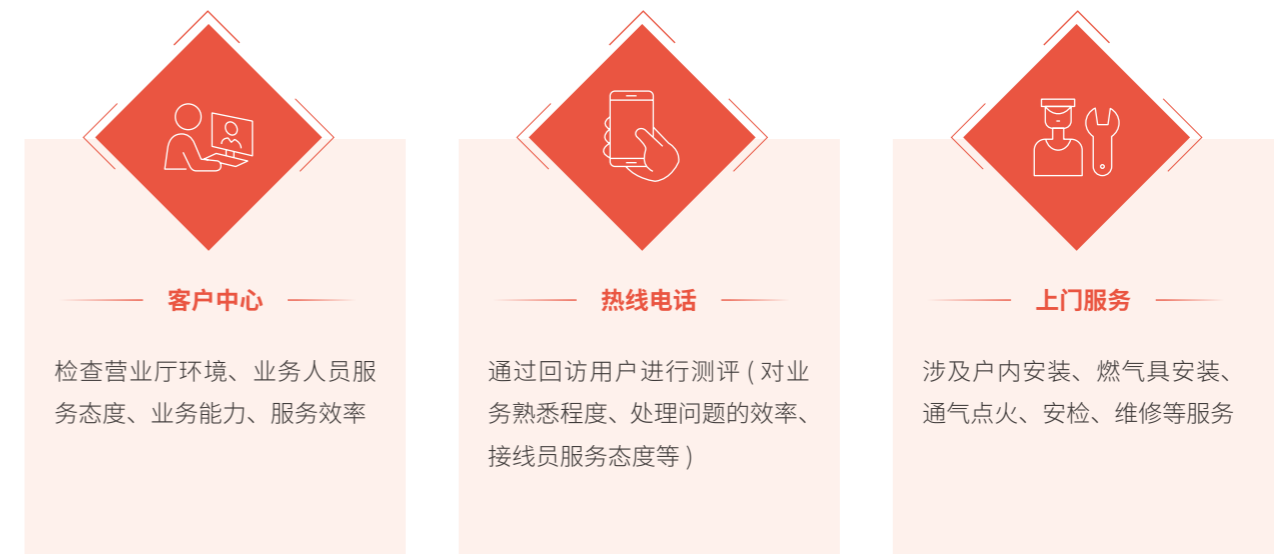 客户中心
检查营业厅环境、业务人员服
务态度、业务能力、服务效率
热线电话
通过回访用户进行测评 ( 对业
务熟悉程度、处理问题的效率、
接线员服务态度等 )
上门服务
涉及户内安装、燃气具安装、
通气点火、安检、维修等服务